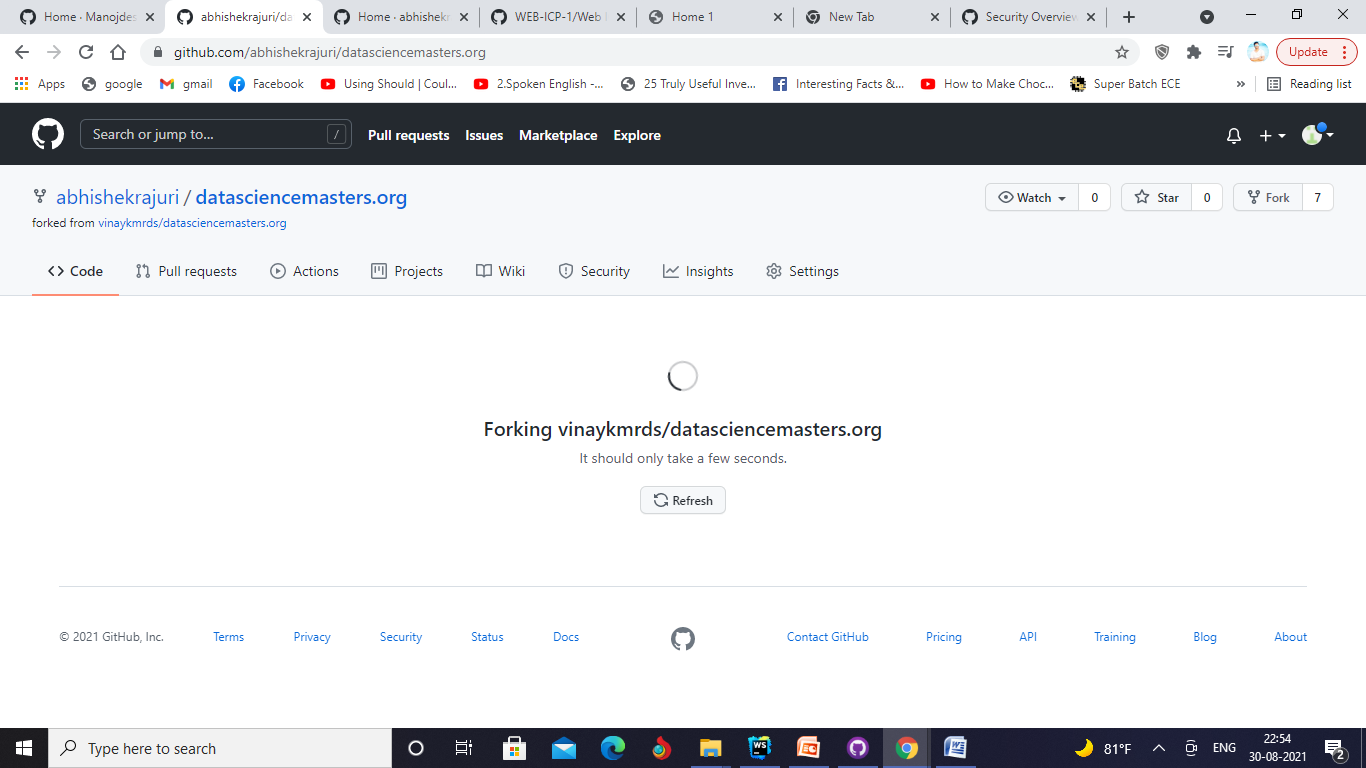 Home · Manojdes
abhishekrajuri/da
Home · abhishekr
WEB-ICP-1/Web I
Home 1
New Tab
Security Overview
github.com/abhishekrajuri/datasciencemasters.org
Update
Apps
google
gmail
Facebook
Using Should | Coul...
2.Spoken English -...
25 Truly Useful Inve...
Interesting Facts &...
How to Make Choc...
Super Batch ECE
»
Reading list
Search or jump to...
/
Pull requests
Issues
Marketplace
Explore
abhishekrajuri / datasciencemasters.org
Watch 0
Star 0
Fork 7
forked from vinaykmrds/datasciencemasters.org
Code
Pull requests
Actions
Projects
Wiki
Security
Insights
Settings
Forking vinaykmrds/datasciencemasters.org
It should only take a few seconds.
Refresh
© 2021 GitHub, Inc.
Terms
Privacy
Security
Status
Docs
Contact GitHub
Pricing
API
Training
Blog
About
Type here to search
WS
81°F
ENG
22:54
30-08-2021
2